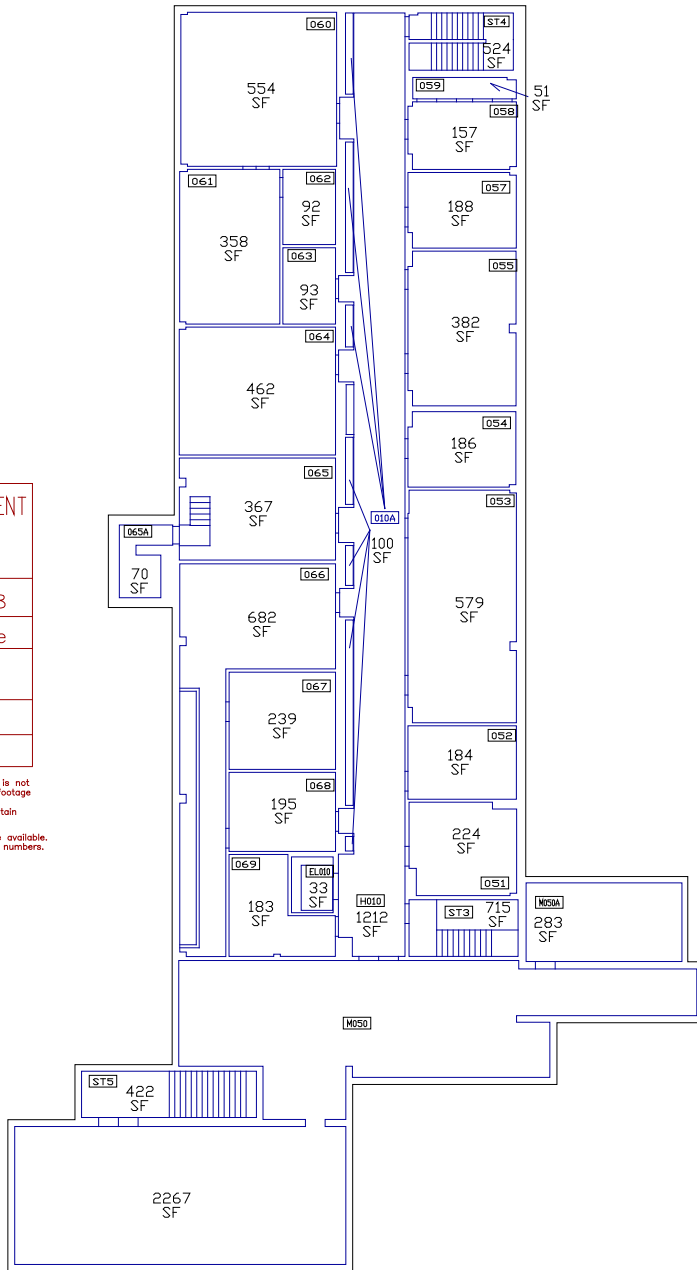 060
554
SF
ST4
524
SF
059
51
SF
058
157
SF
061
358
SF
062
92
SF
057
188
SF
063
93
SF
055
382
SF
064
462
SF
054
186
SF
065
367
SF
053
579
SF
010A
100
SF
065A
70
SF
066
682
SF
067
239
SF
052
184
SF
068
195
SF
224
SF
051
069
183
SF
EL010
33
SF
H010
1212
SF
ST3
715
SF
M050A
283
SF
M050
ST5
422
SF
2267
SF
ENT
3
e
is not
footage
tain
available.
numbers.